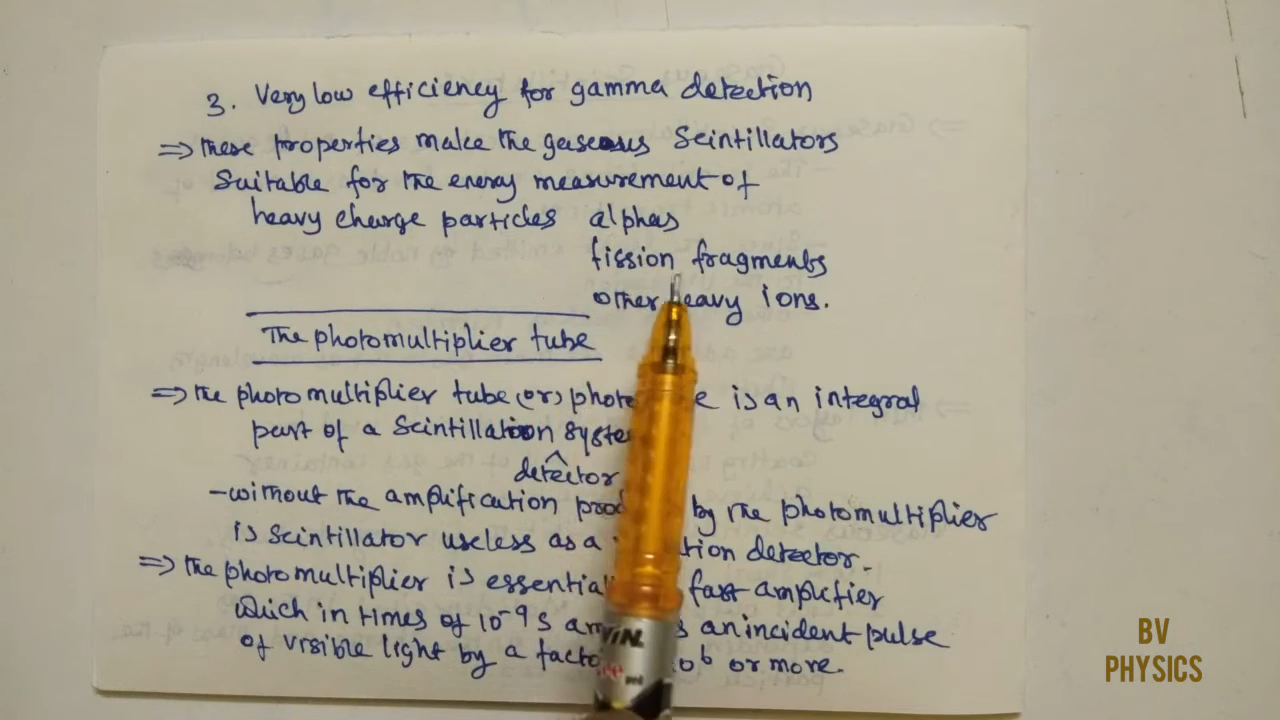 3. Very low efficiency for gamma detection
⇒ these properties make the gaseous Scintillators
Suitable for the energy measurement of
heavy charge particles alphas
fission fragments
other heavy ions.
The photomultiplier tube
⇒ the photomultiplier tube (or) photo e is an integral
part of a Scintillation Syste
detector
- without the amplification prod by the photomultiplier
is Scintillator useless as a tion detector.
⇒ the photomultiplier is essential fast amplifier
which in times of 10⁻⁹ s am s an incident pulse
of visible light by a facto 10⁶ or more.
BV
PHYSICS